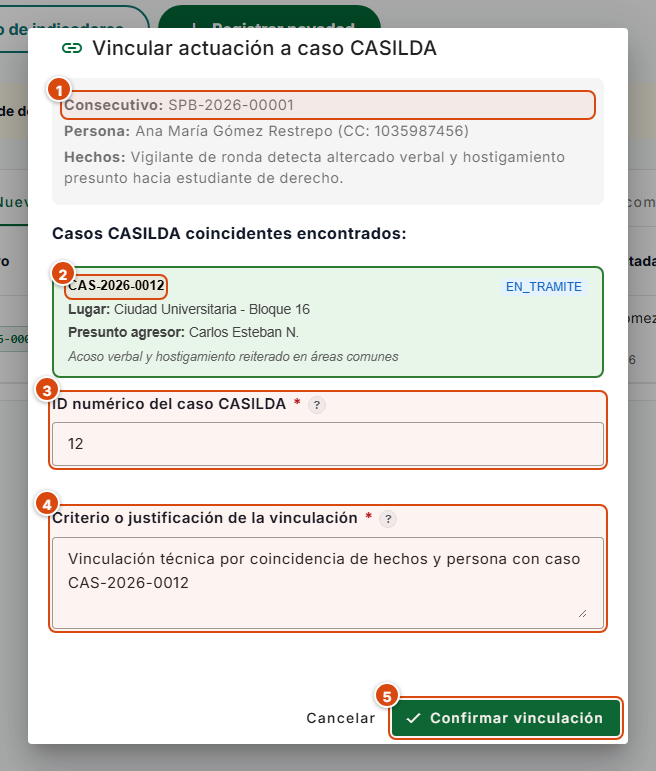 Registrar novedad
Vincular actuación a caso CASILDA
1
Consecutivo: SPB-2026-00001
Persona: Ana María Gómez Restrepo (CC: 1035987456)
Hechos: Vigilante de ronda detecta altercado verbal y hostigamiento
presunto hacia estudiante de derecho.
Casos CASILDA coincidentes encontrados:
2
CAS-2026-0012
EN_TRAMITE
Lugar: Ciudad Universitaria - Bloque 16
Presunto agresor: Carlos Esteban N.
Acoso verbal y hostigamiento reiterado en áreas comunes
3
ID numérico del caso CASILDA * ?
12
4
Criterio o justificación de la vinculación * ?
Vinculación técnica por coincidencia de hechos y persona con caso
CAS-2026-0012
5
Cancelar
Confirmar vinculación